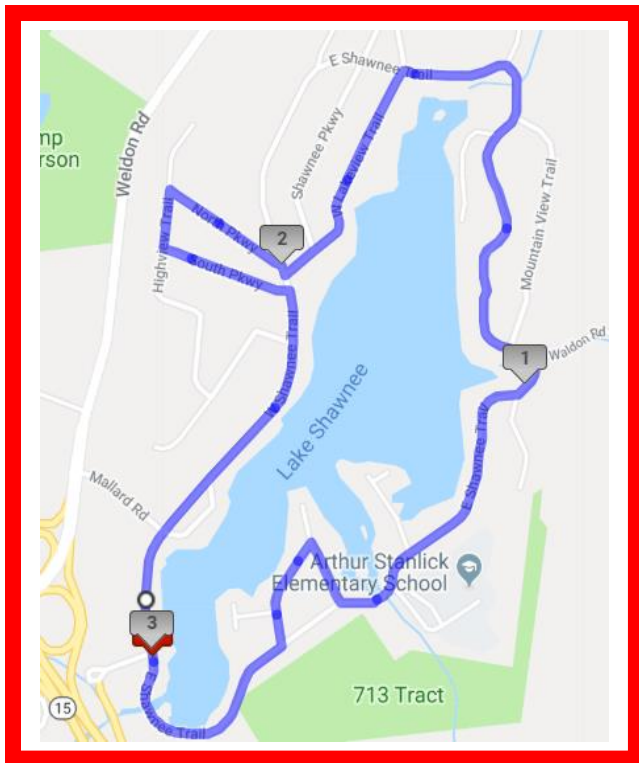 E Shawnee Trail
mp
rson
Weldon Rd
Shawnee Pkwy
W Lakeview Trail
Mountain View Trail
North Pkwy
2
Highview Trail
South Pkwy
W Shawnee Trail
1
Waldon Rd
Lake Shawnee
E Shawnee Trail
Mallard Rd
Arthur Stanlick
Elementary School
3
E Shawnee Trail
713 Tract
15